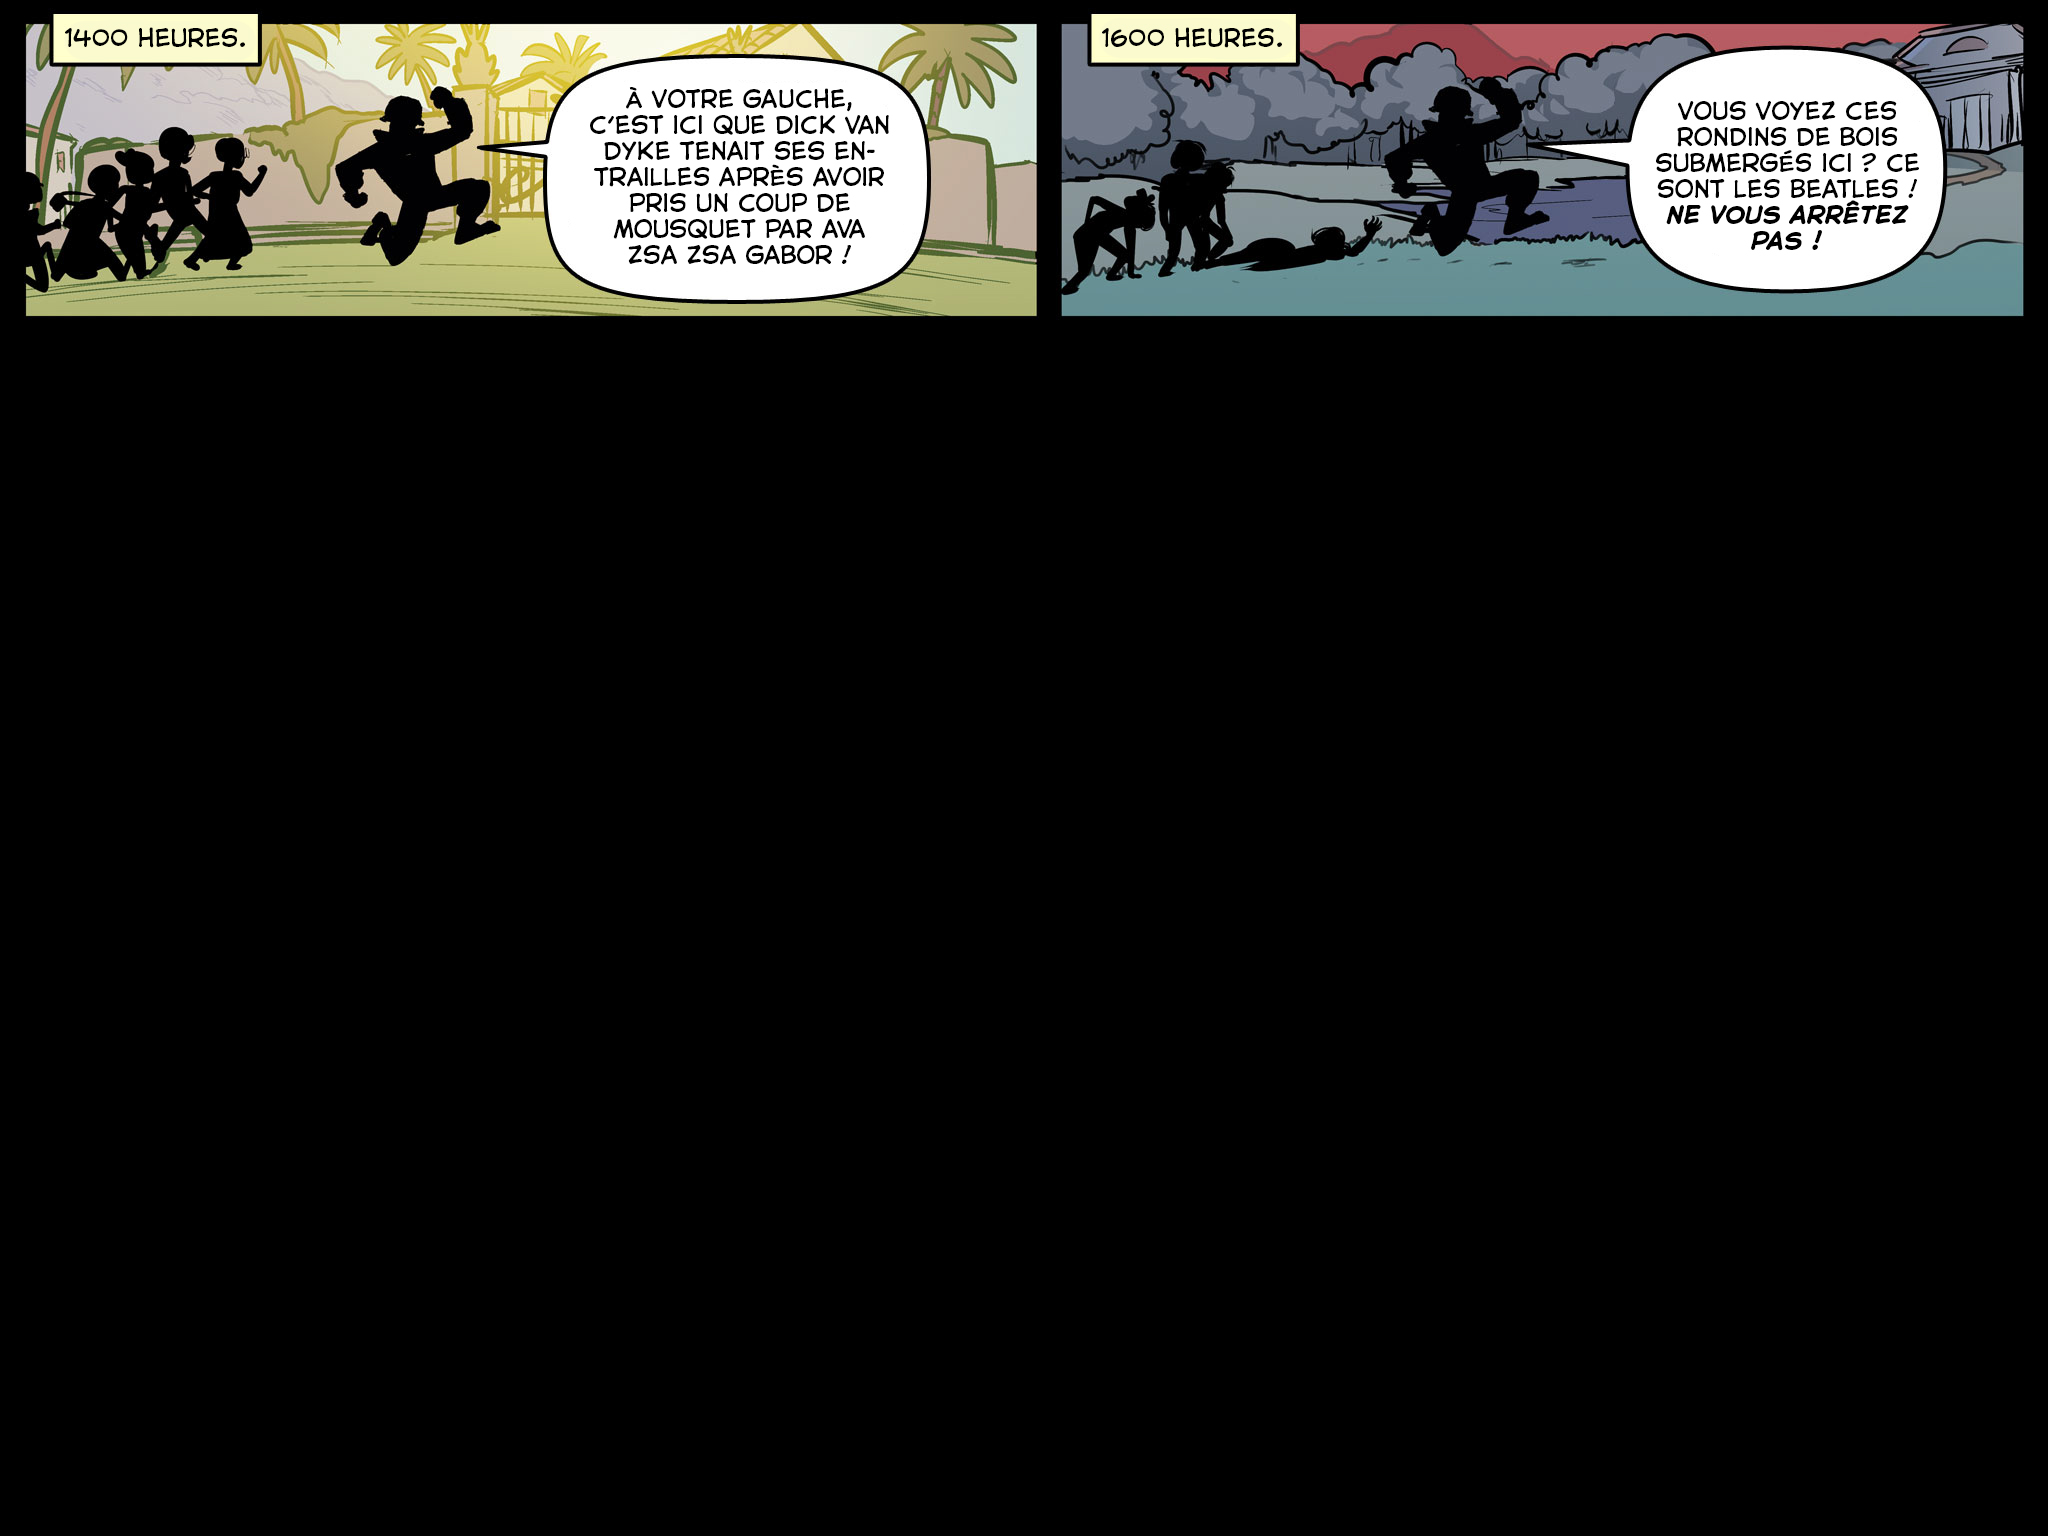 1400 HEURES.
À VOTRE GAUCHE,
C'EST ICI QUE DICK VAN
DYKE TENAIT SES EN-
TRAILLES APRÈS AVOIR
PRIS UN COUP DE
MOUSQUET PAR AVA
ZSA ZSA GABOR !
1600 HEURES.
VOUS VOYEZ CES
RONDINS DE BOIS
SUBMERGÉS ICI ? CE
SONT LES BEATLES !
NE VOUS ARRÊTEZ
PAS !